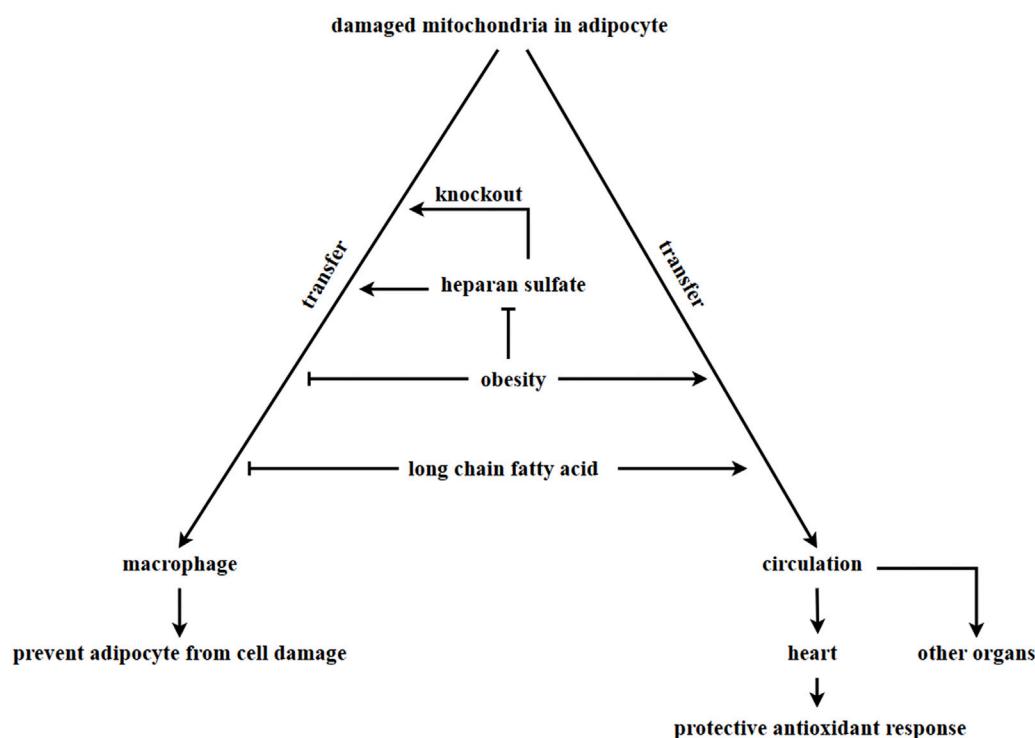 damaged mitochondria in adipocyte
knockout
transfer
transfer
heparan sulfate
obesity
long chain fatty acid
macrophage
circulation
prevent adipocyte from cell damage
heart
other organs
protective antioxidant response